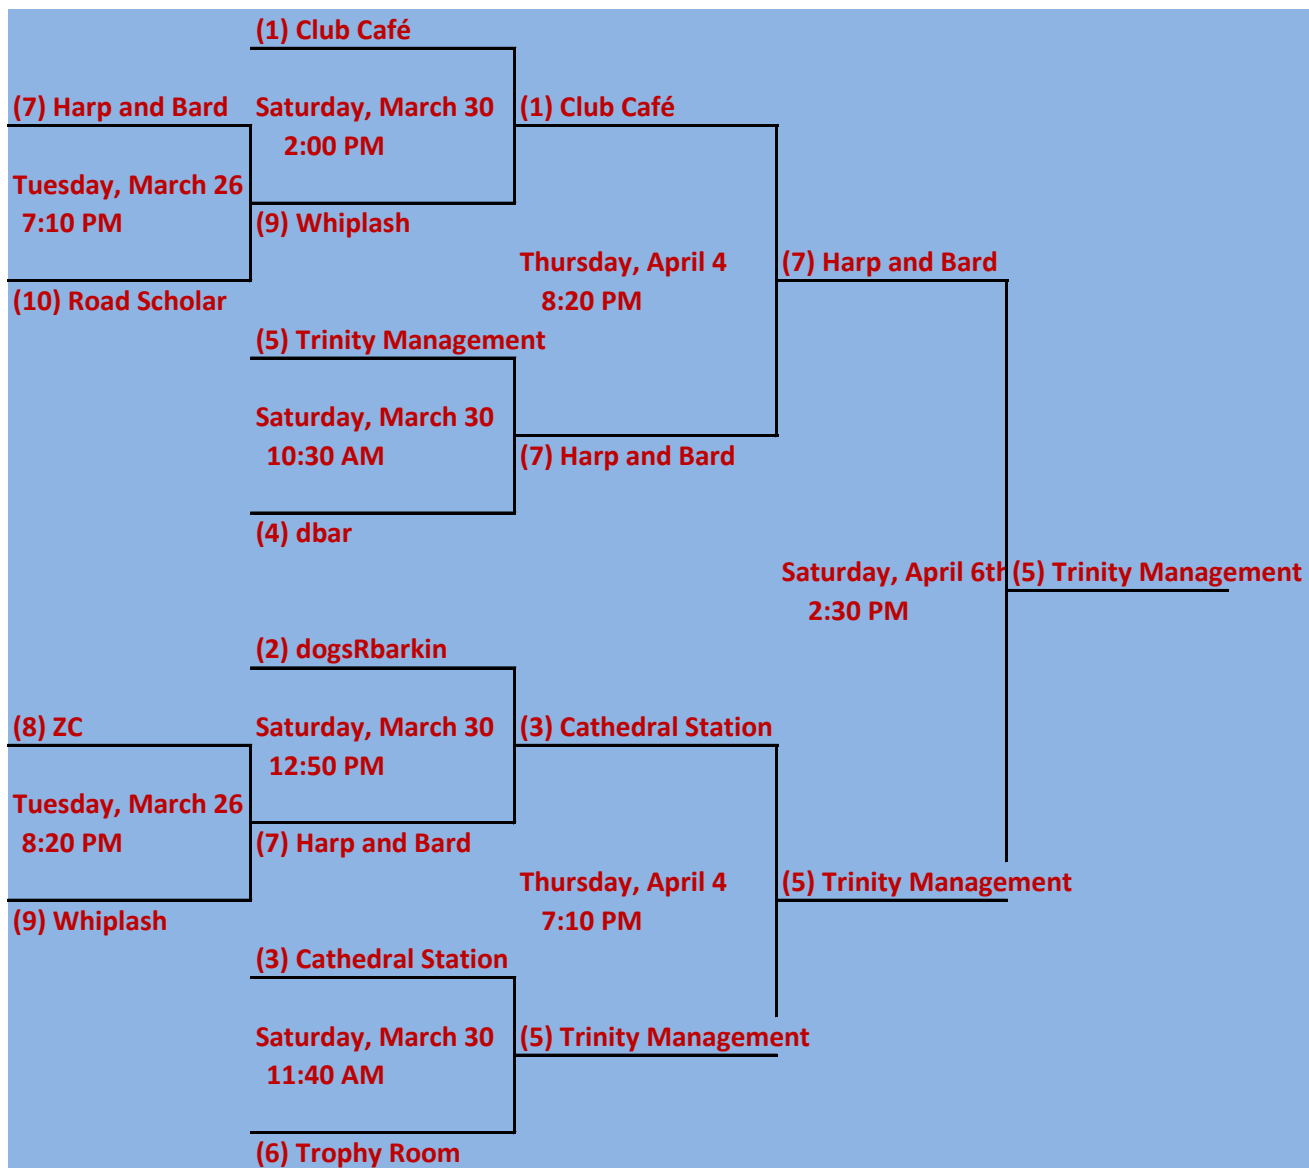 (1) Club Café
(7) Harp and Bard
Saturday, March 30
2:00 PM
(1) Club Café
Tuesday, March 26
7:10 PM
(9) Whiplash
(10) Road Scholar
Thursday, April 4
8:20 PM
(7) Harp and Bard
(5) Trinity Management
Saturday, March 30
10:30 AM
(7) Harp and Bard
(4) dbar
Saturday, April 6th
2:30 PM
(5) Trinity Management
(2) dogsRbarkin
(8) ZC
Saturday, March 30
12:50 PM
(3) Cathedral Station
Tuesday, March 26
8:20 PM
(7) Harp and Bard
(9) Whiplash
Thursday, April 4
7:10 PM
(5) Trinity Management
(3) Cathedral Station
Saturday, March 30
11:40 AM
(5) Trinity Management
(6) Trophy Room